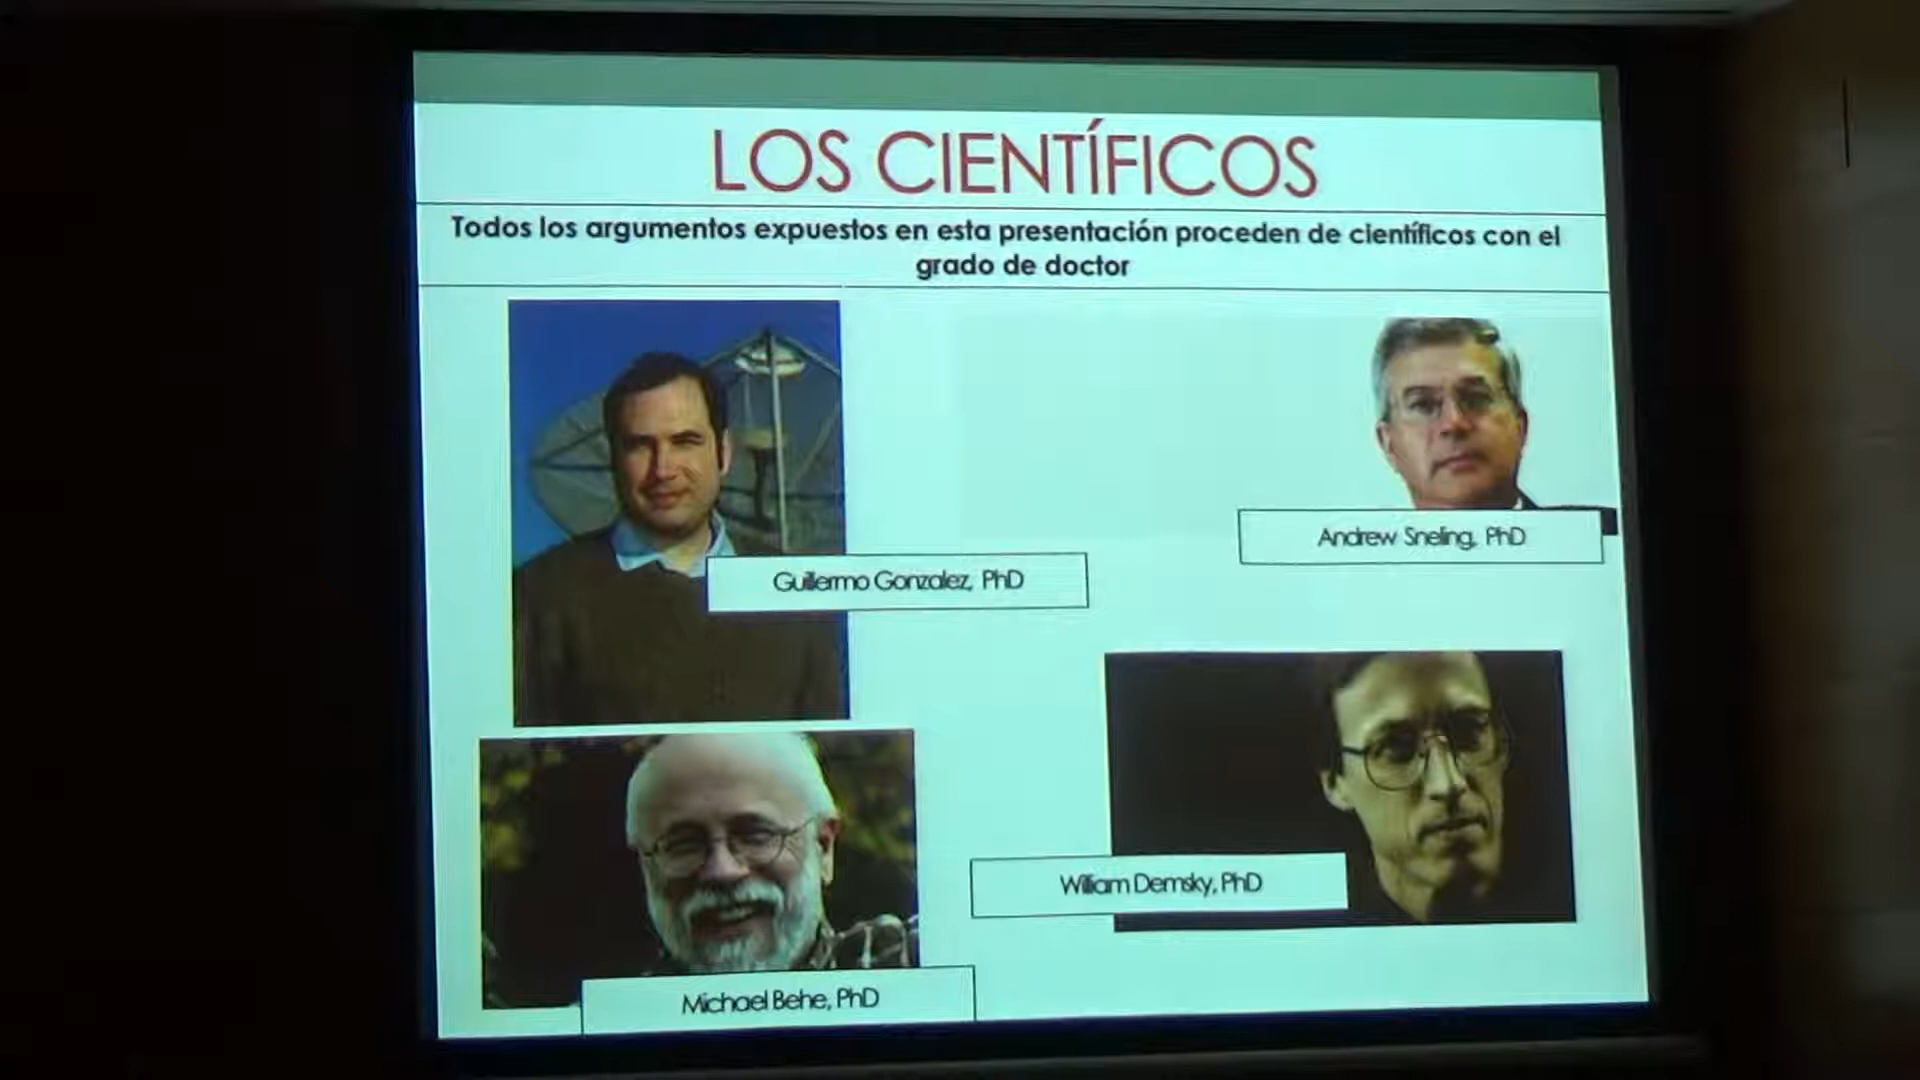 LOS CIENTÍFICOS
Todos los argumentos expuestos en esta presentación proceden de científicos con el
grado de doctor
Andrew Sneling, PhD
Guillermo Gonzalez, PhD
William Demsky, PhD
Michael Behe, PhD